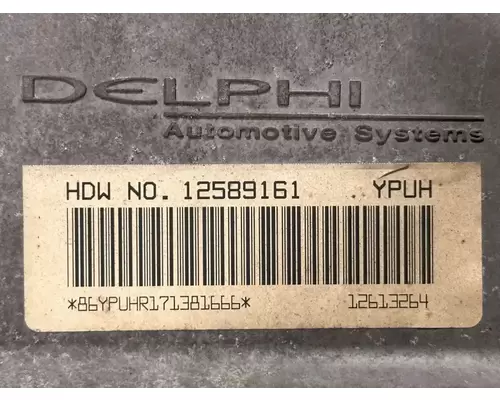 DELPHI
Automotive Systems
HDW NO. 12589161 YPUH
*86YPUHR171381666* 12613264